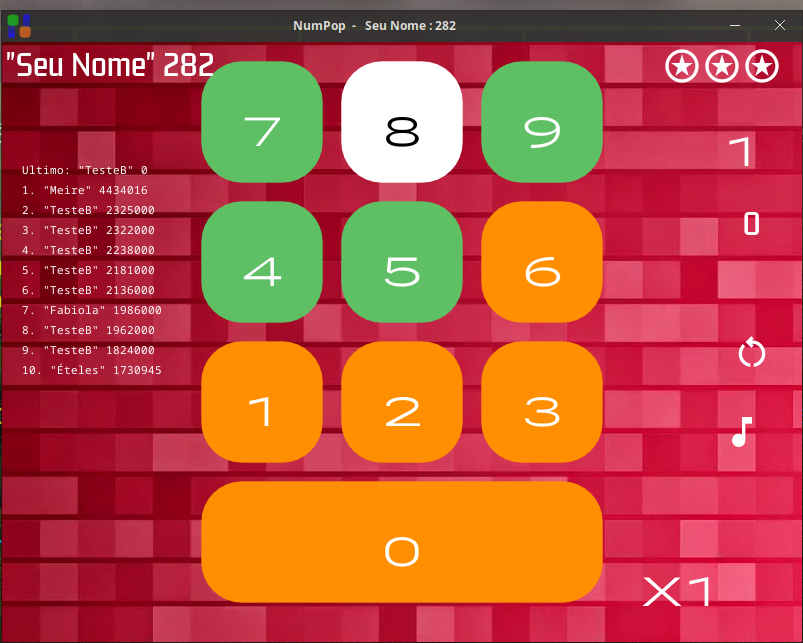 NumPop - Seu Nome : 282
"Seu Nome" 282
7
8
9
1
Ultimo: "TesteB" 0
1. "Meire" 4434016
2. "TesteB" 2325000
0
3. "TesteB" 2322000
4. "TesteB" 2238000
5. "TesteB" 2181000
6. "TesteB" 2136000
7. "Fabiola" 1986000
8. "TesteB" 1962000
9. "TesteB" 1824000
10. "Ételes" 1730945
4
5
6
1
2
3
0
X1